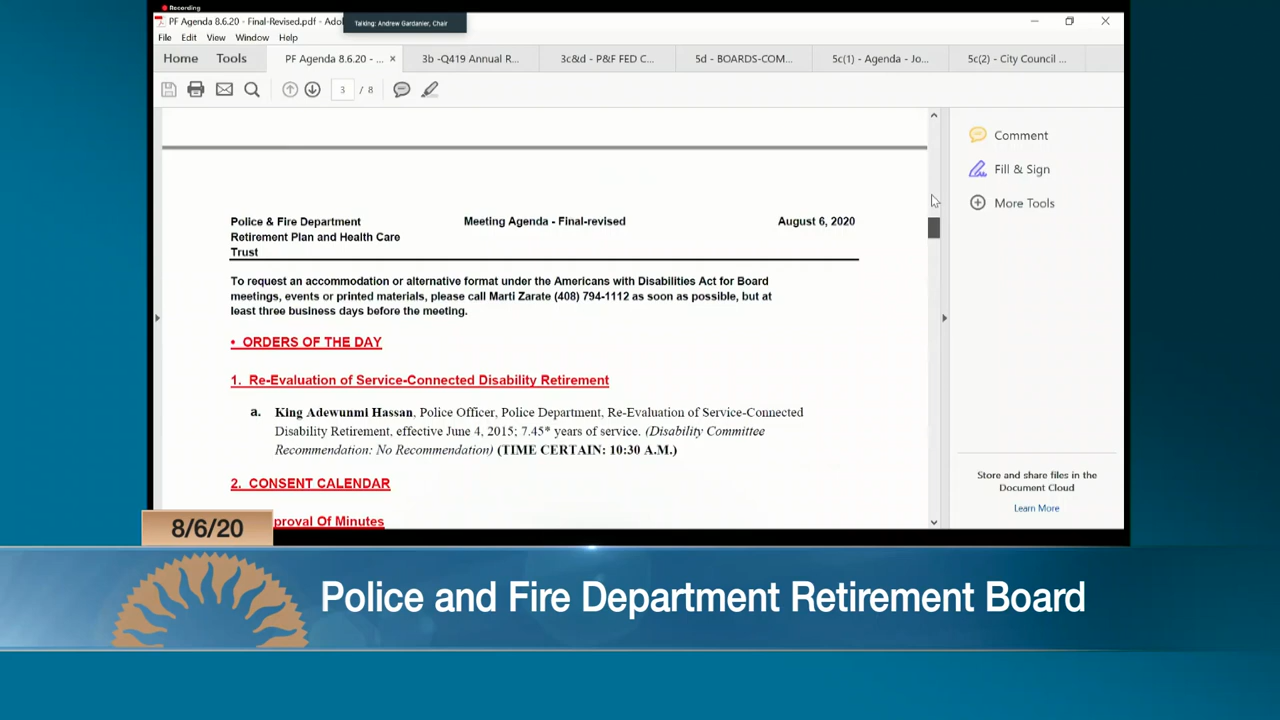 Recording
PF Agenda 8.6.20 - Final-Revised.pdf - Ado
Talking: Andrew Gardanier, Chair
File Edit View Window Help
Home Tools PF Agenda 8.6.20 - ... × 3b -Q419 Annual R... 3c&d - P&F FED C... 5d - BOARDS-COM... 5c(1) - Agenda - Jo... 5c(2) - City Council ...
3 / 8
Comment
Fill & Sign
More Tools
Police & Fire Department Meeting Agenda - Final-revised August 6, 2020
Retirement Plan and Health Care
Trust
To request an accommodation or alternative format under the Americans with Disabilities Act for Board
meetings, events or printed materials, please call Marti Zarate (408) 794-1112 as soon as possible, but at
least three business days before the meeting.
• ORDERS OF THE DAY
1. Re-Evaluation of Service-Connected Disability Retirement
a. King Adewunmi Hassan, Police Officer, Police Department, Re-Evaluation of Service-Connected
Disability Retirement, effective June 4, 2015; 7.45* years of service. (Disability Committee
Recommendation: No Recommendation) (TIME CERTAIN: 10:30 A.M.)
2. CONSENT CALENDAR
proval Of Minutes
Store and share files in the
Document Cloud
Learn More
8/6/20
Police and Fire Department Retirement Board